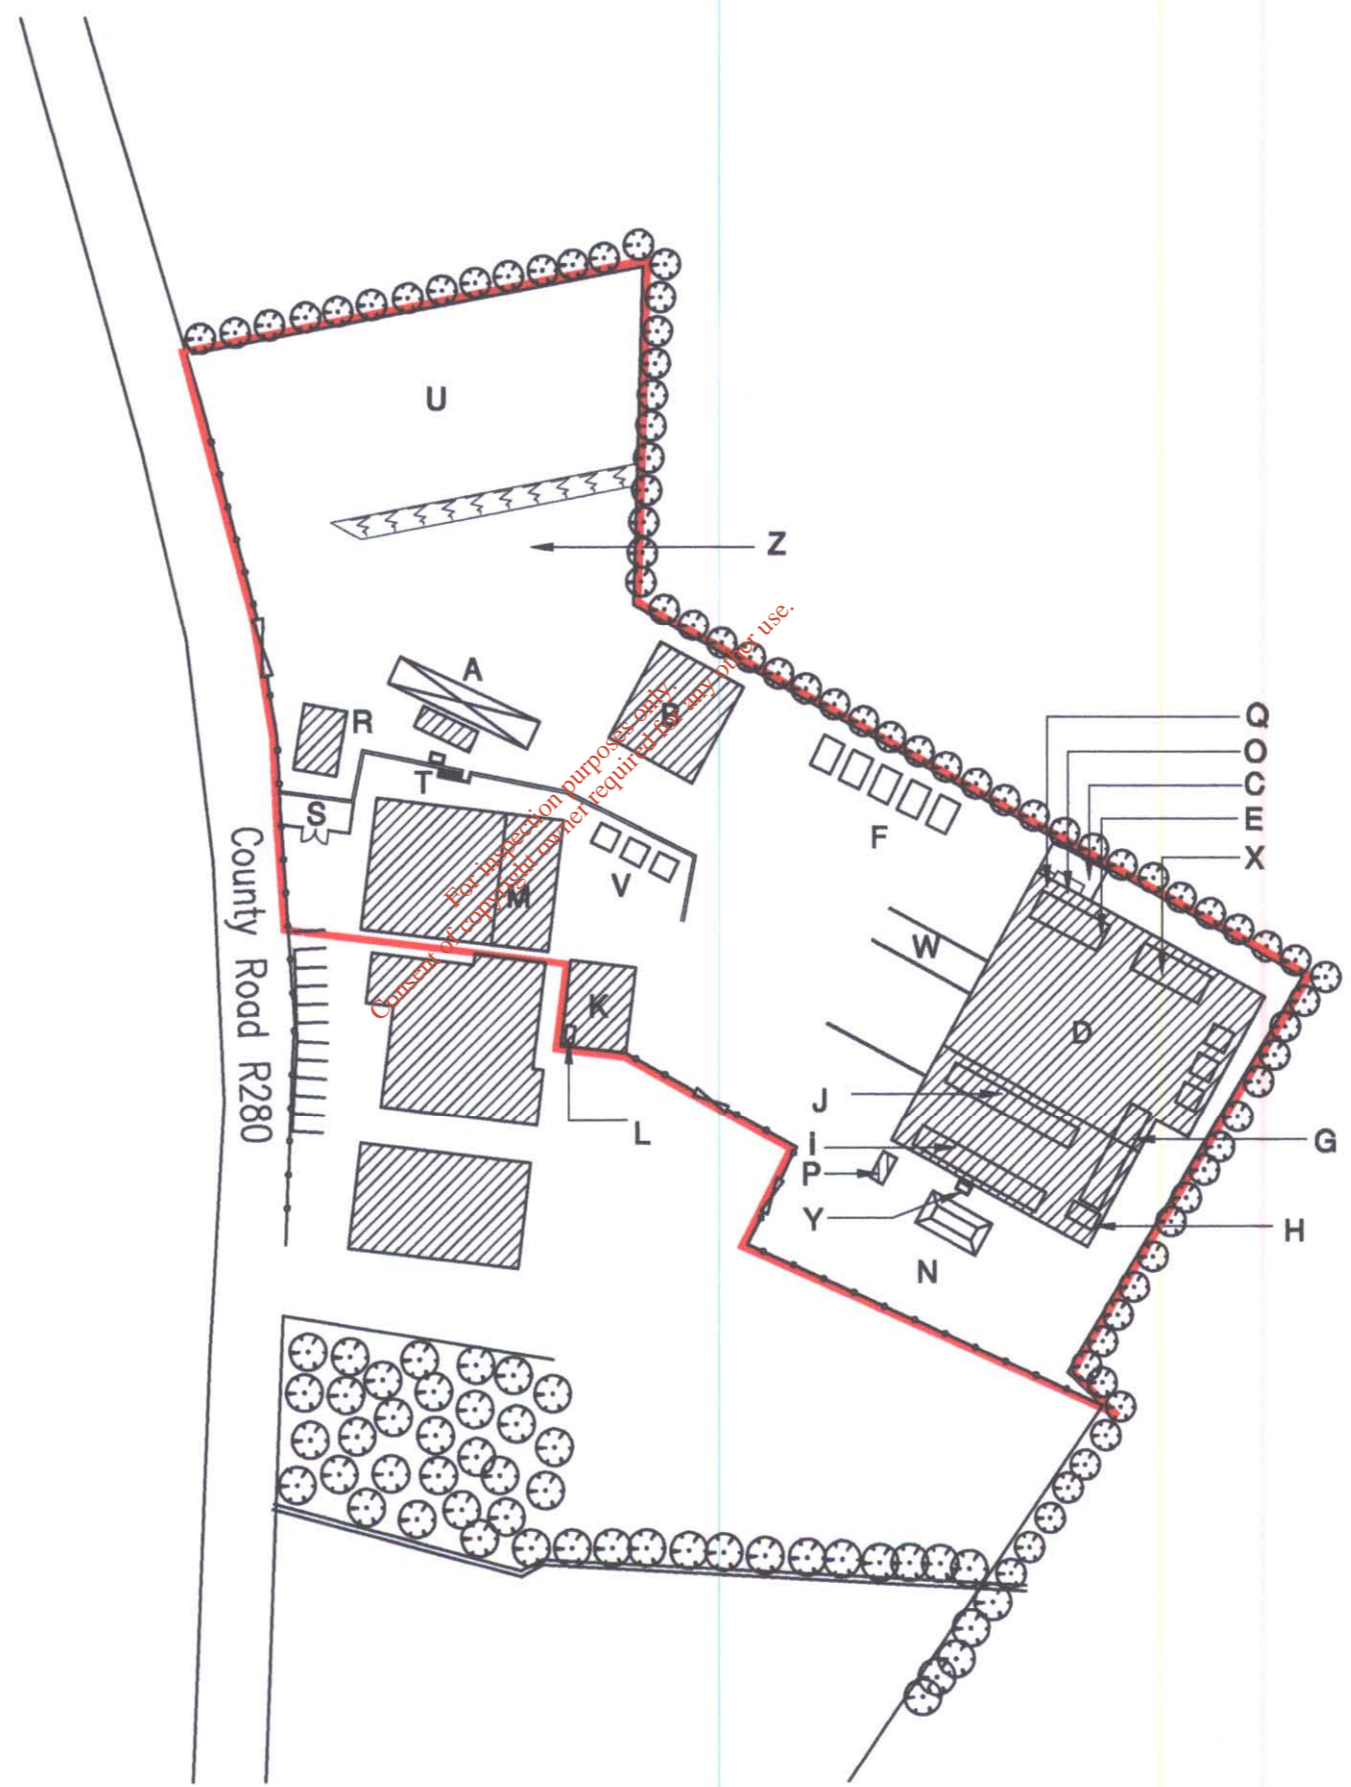 U
Z
A
R
B
T
S
Q
O
C
E
X
F
V
M
W
K
D
County Road R280
J
L
i
G
P
Y
H
N
For inspection purposes only.
Consent of copyright owner required for any other use.